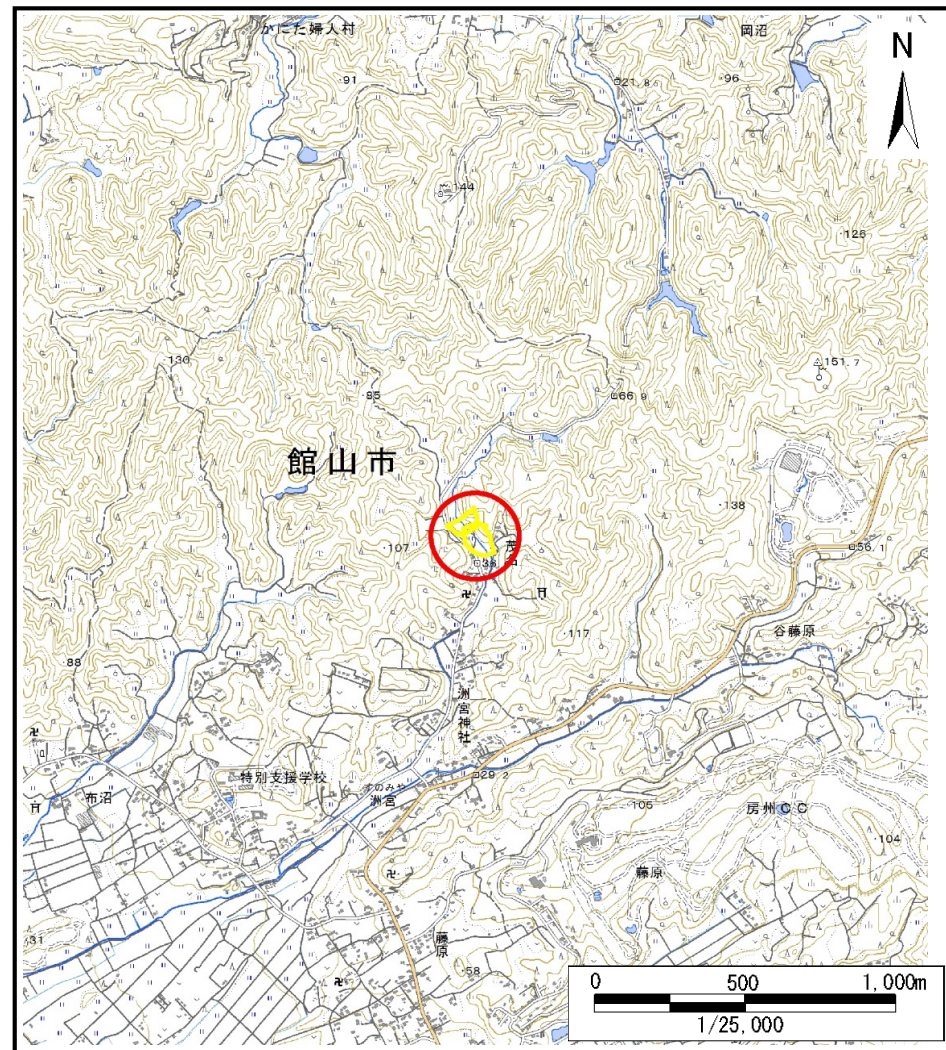 かにた婦人村
岡沼
N
91
21.8
96
144
126
130
151.7
85
66.9
館山市
138
107
56.1
谷藤原
117
88
洲宮神社
特別支援学校
29.2
すのみや
洲宮
布沼
105
房州CC
104
藤原
31
藤原
58
0 500 1,000m
1/25,000